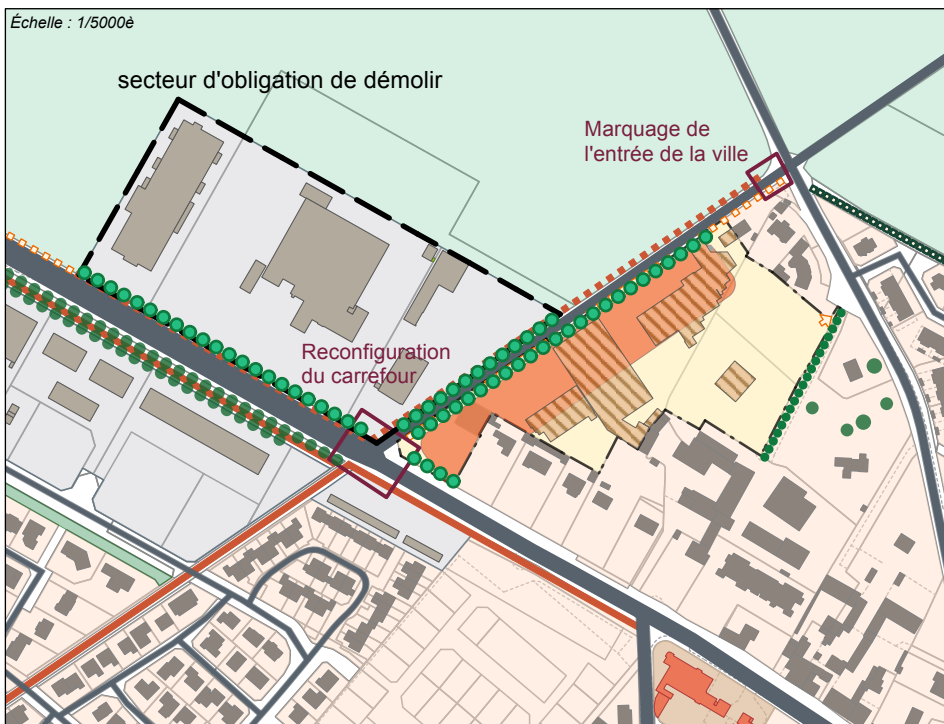 Échelle : 1/5000è
secteur d'obligation de démolir
Marquage de
l'entrée de la ville
Reconfiguration
du carrefour